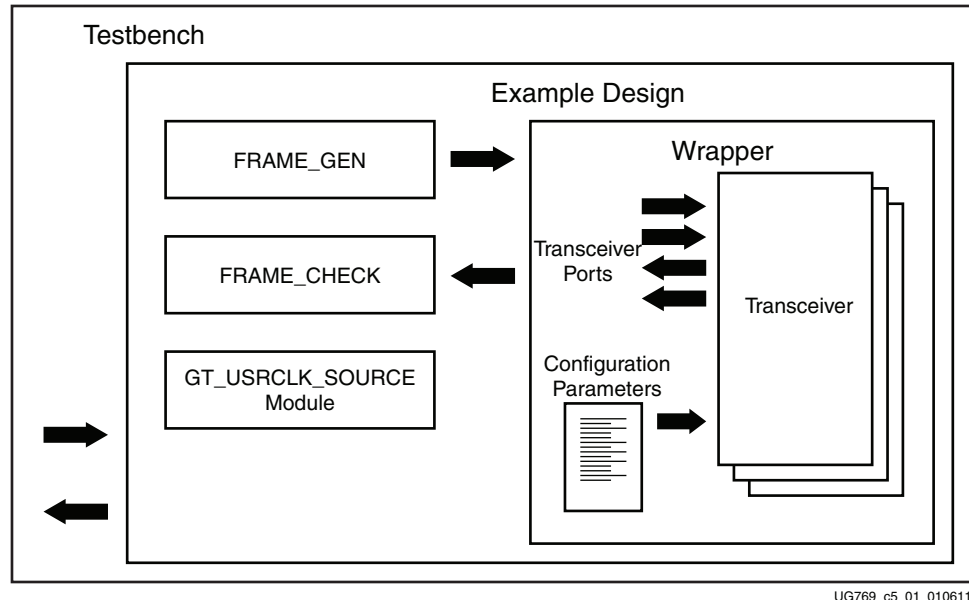 Testbench
Example Design
FRAME_GEN
Wrapper
FRAME_CHECK
Transceiver
Ports
Transceiver
GT_USRCLK_SOURCE
Module
Configuration
Parameters
UG769_c5_01_010611